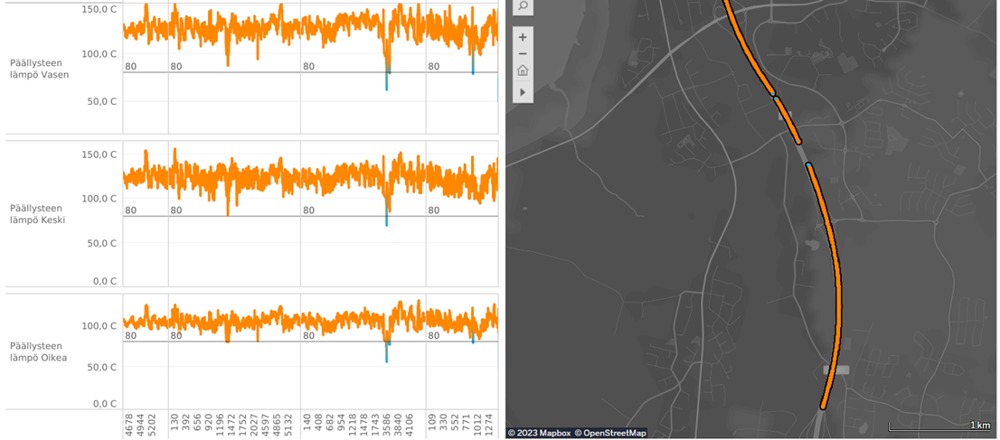 150,0 C
100,0 C
80
80
80
80
Päällysteen
lämpö Vasen
50,0 C
150,0 C
100,0 C
80
80
80
80
Päällysteen
lämpö Keski
50,0 C
0,0 C
100,0 C
80
80
80
80
Päällysteen
lämpö Oikea
50,0 C
0,0 C
4678
4944
5202
130
392
656
920
1196
1472
1752
2027
4597
4865
5132
140
408
682
954
1218
1478
1743
3586
3840
4106
109
330
552
771
1012
1274
© 2023 Mapbox © OpenStreetMap
1 km